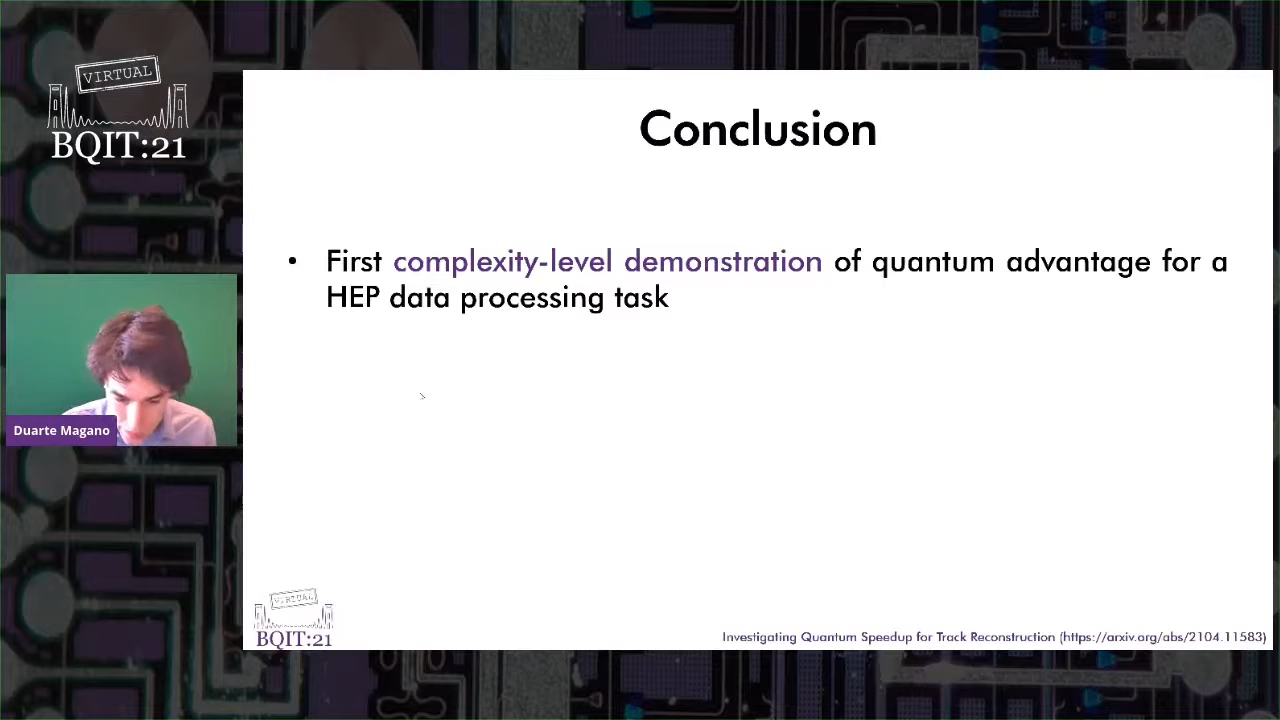 VIRTUAL
BQIT:21
Conclusion
• First complexity-level demonstration of quantum advantage for a
HEP data processing task
Duarte Magano
VIRTUAL
BQIT:21
Investigating Quantum Speedup for Track Reconstruction (https://arxiv.org/abs/2104.11583)